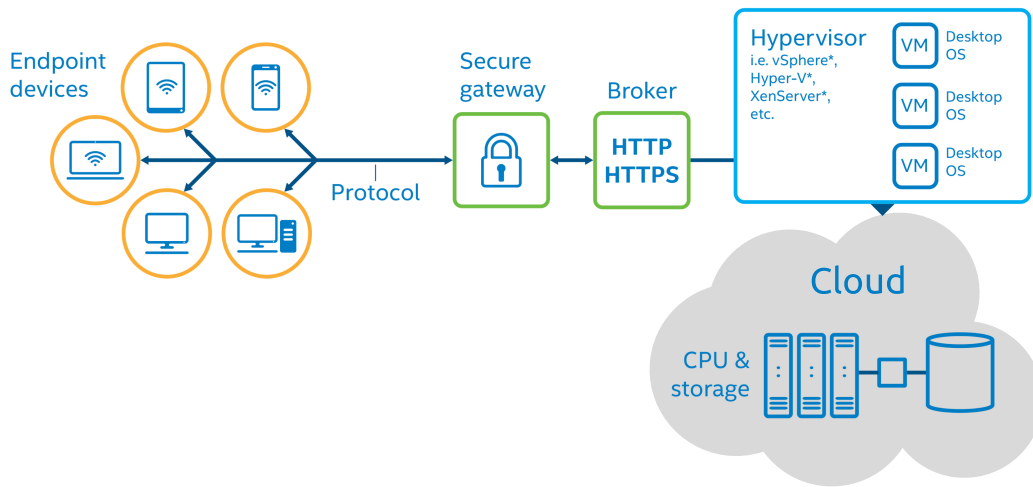 Endpoint
devices
Protocol
Secure
gateway
Broker
HTTP
HTTPS
Hypervisor
i.e. vSphere*,
Hyper-V*,
XenServer*,
etc.
VM
Desktop
OS
VM
Desktop
OS
VM
Desktop
OS
Cloud
CPU &
storage